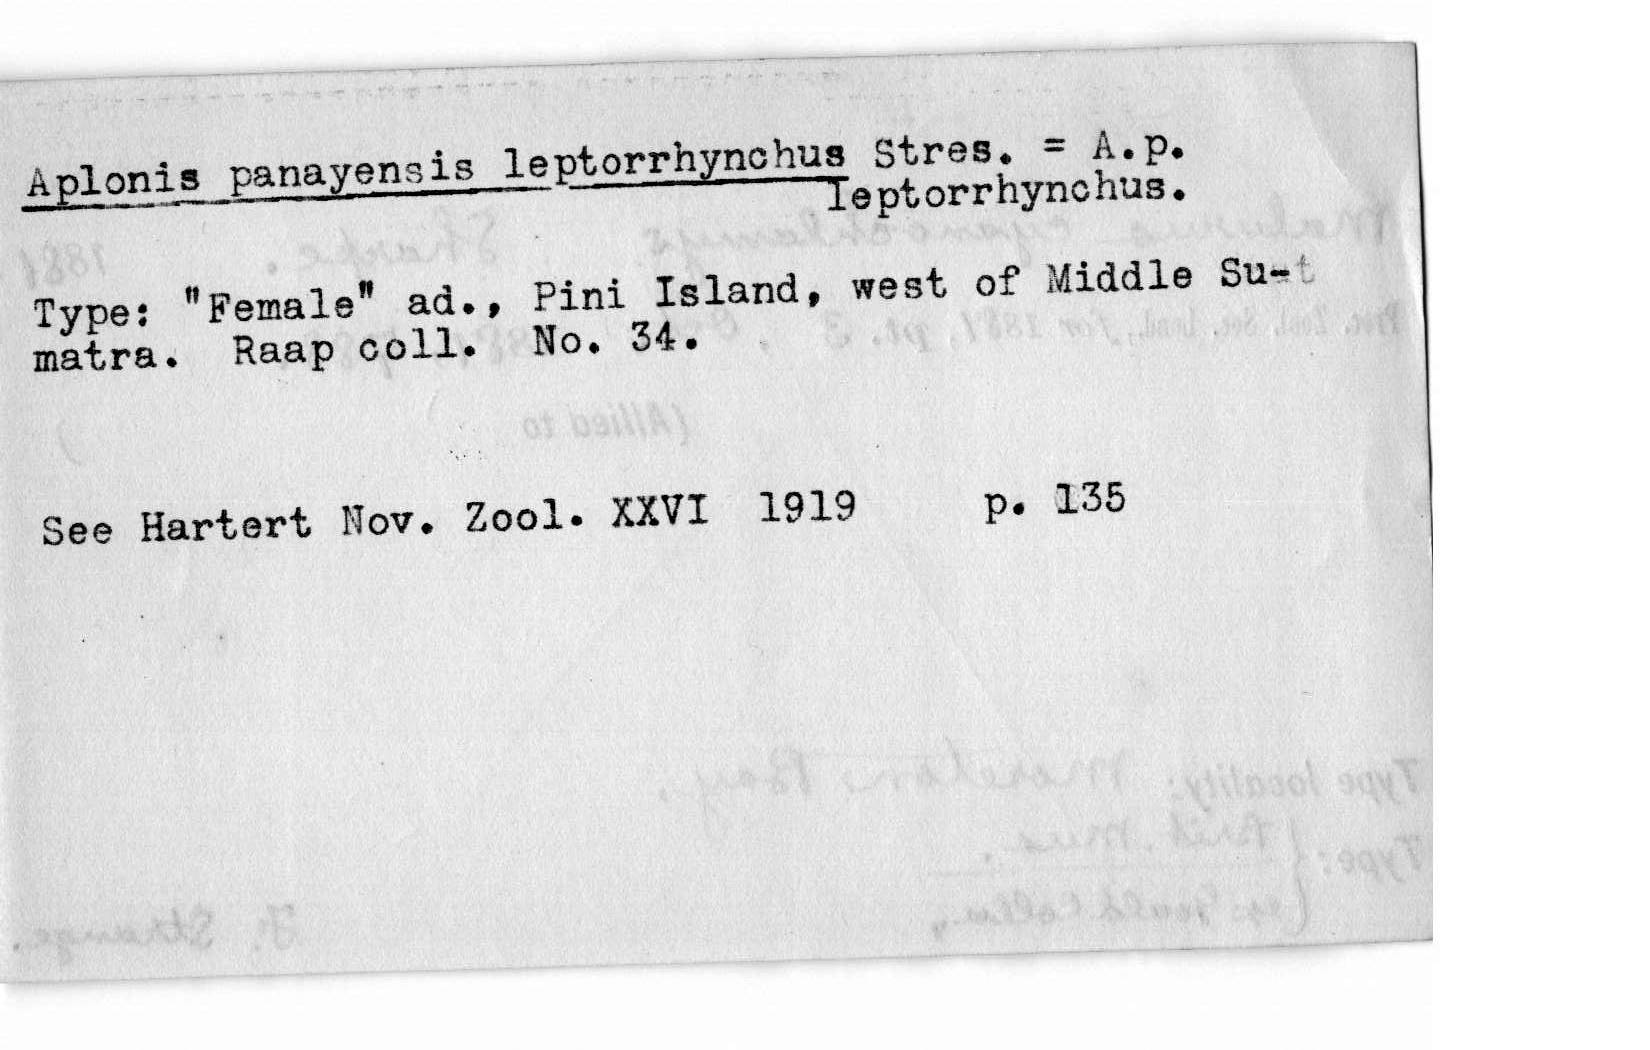 Aplonis panayensis leptorrhynchus Stres. = A.p.
leptorrhynchus.
Type: "Female" ad., Pini Island, west of Middle Su-
matra. Raap coll. No. 34.
See Hartert Nov. Zool. XXVI 1919 p. 135